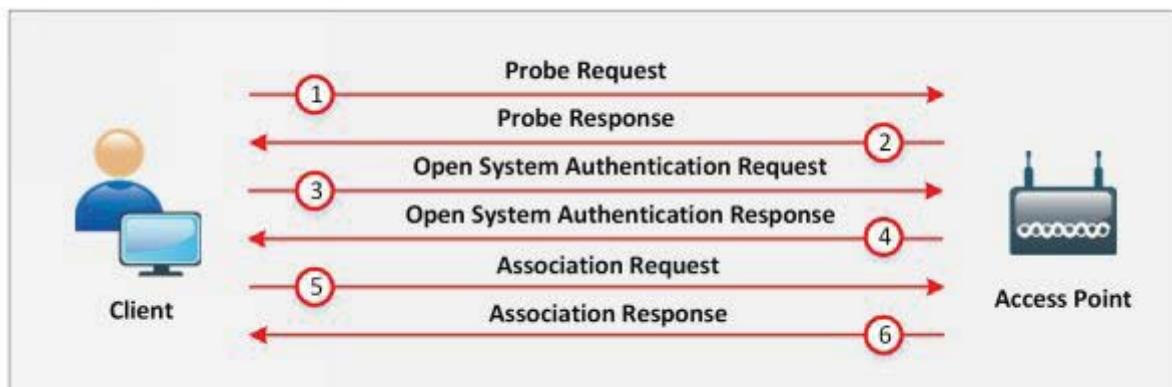 Probe Request
1
Probe Response
2
Open System Authentication Request
3
Open System Authentication Response
4
Association Request
5
Association Response
6
Client
Access Point